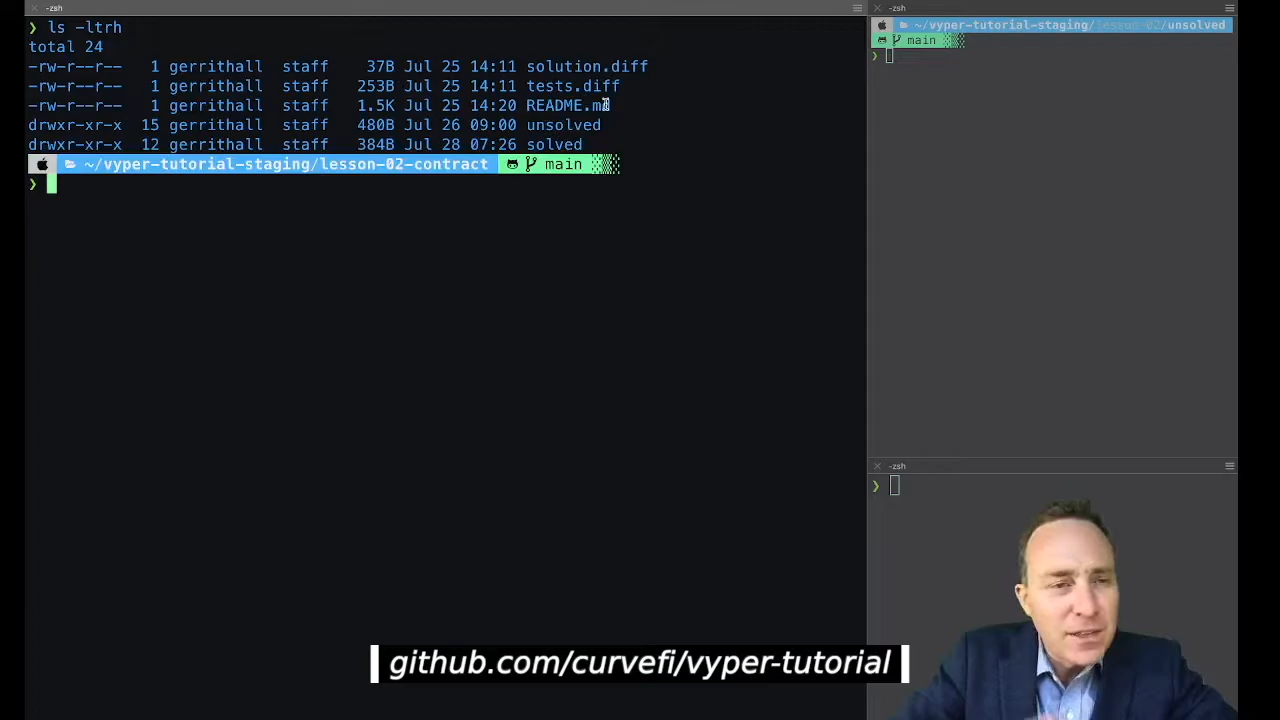 -zsh
❯ ls -ltrh
total 24
-rw-r--r-- 1 gerrithall staff 37B Jul 25 14:11 solution.diff
-rw-r--r-- 1 gerrithall staff 253B Jul 25 14:11 tests.diff
-rw-r--r-- 1 gerrithall staff 1.5K Jul 25 14:20 README.md
drwxr-xr-x 15 gerrithall staff 480B Jul 26 09:00 unsolved
drwxr-xr-x 12 gerrithall staff 384B Jul 28 07:26 solved
~/vyper-tutorial-staging/lesson-02-contract main
❯
-zsh
~/vyper-tutorial-staging/lesson-02/unsolved
main
❯
-zsh
❯
github.com/curvefi/vyper-tutorial